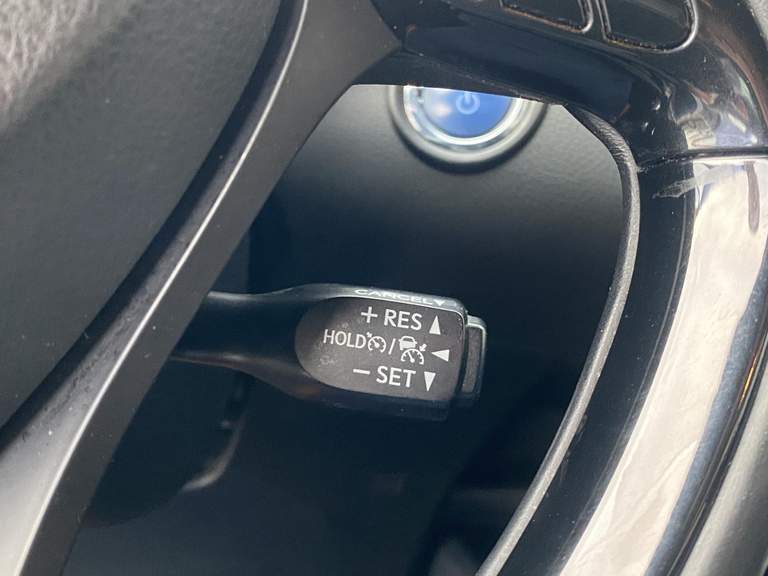 CANCEL
+ RES
HOLD /
− SET